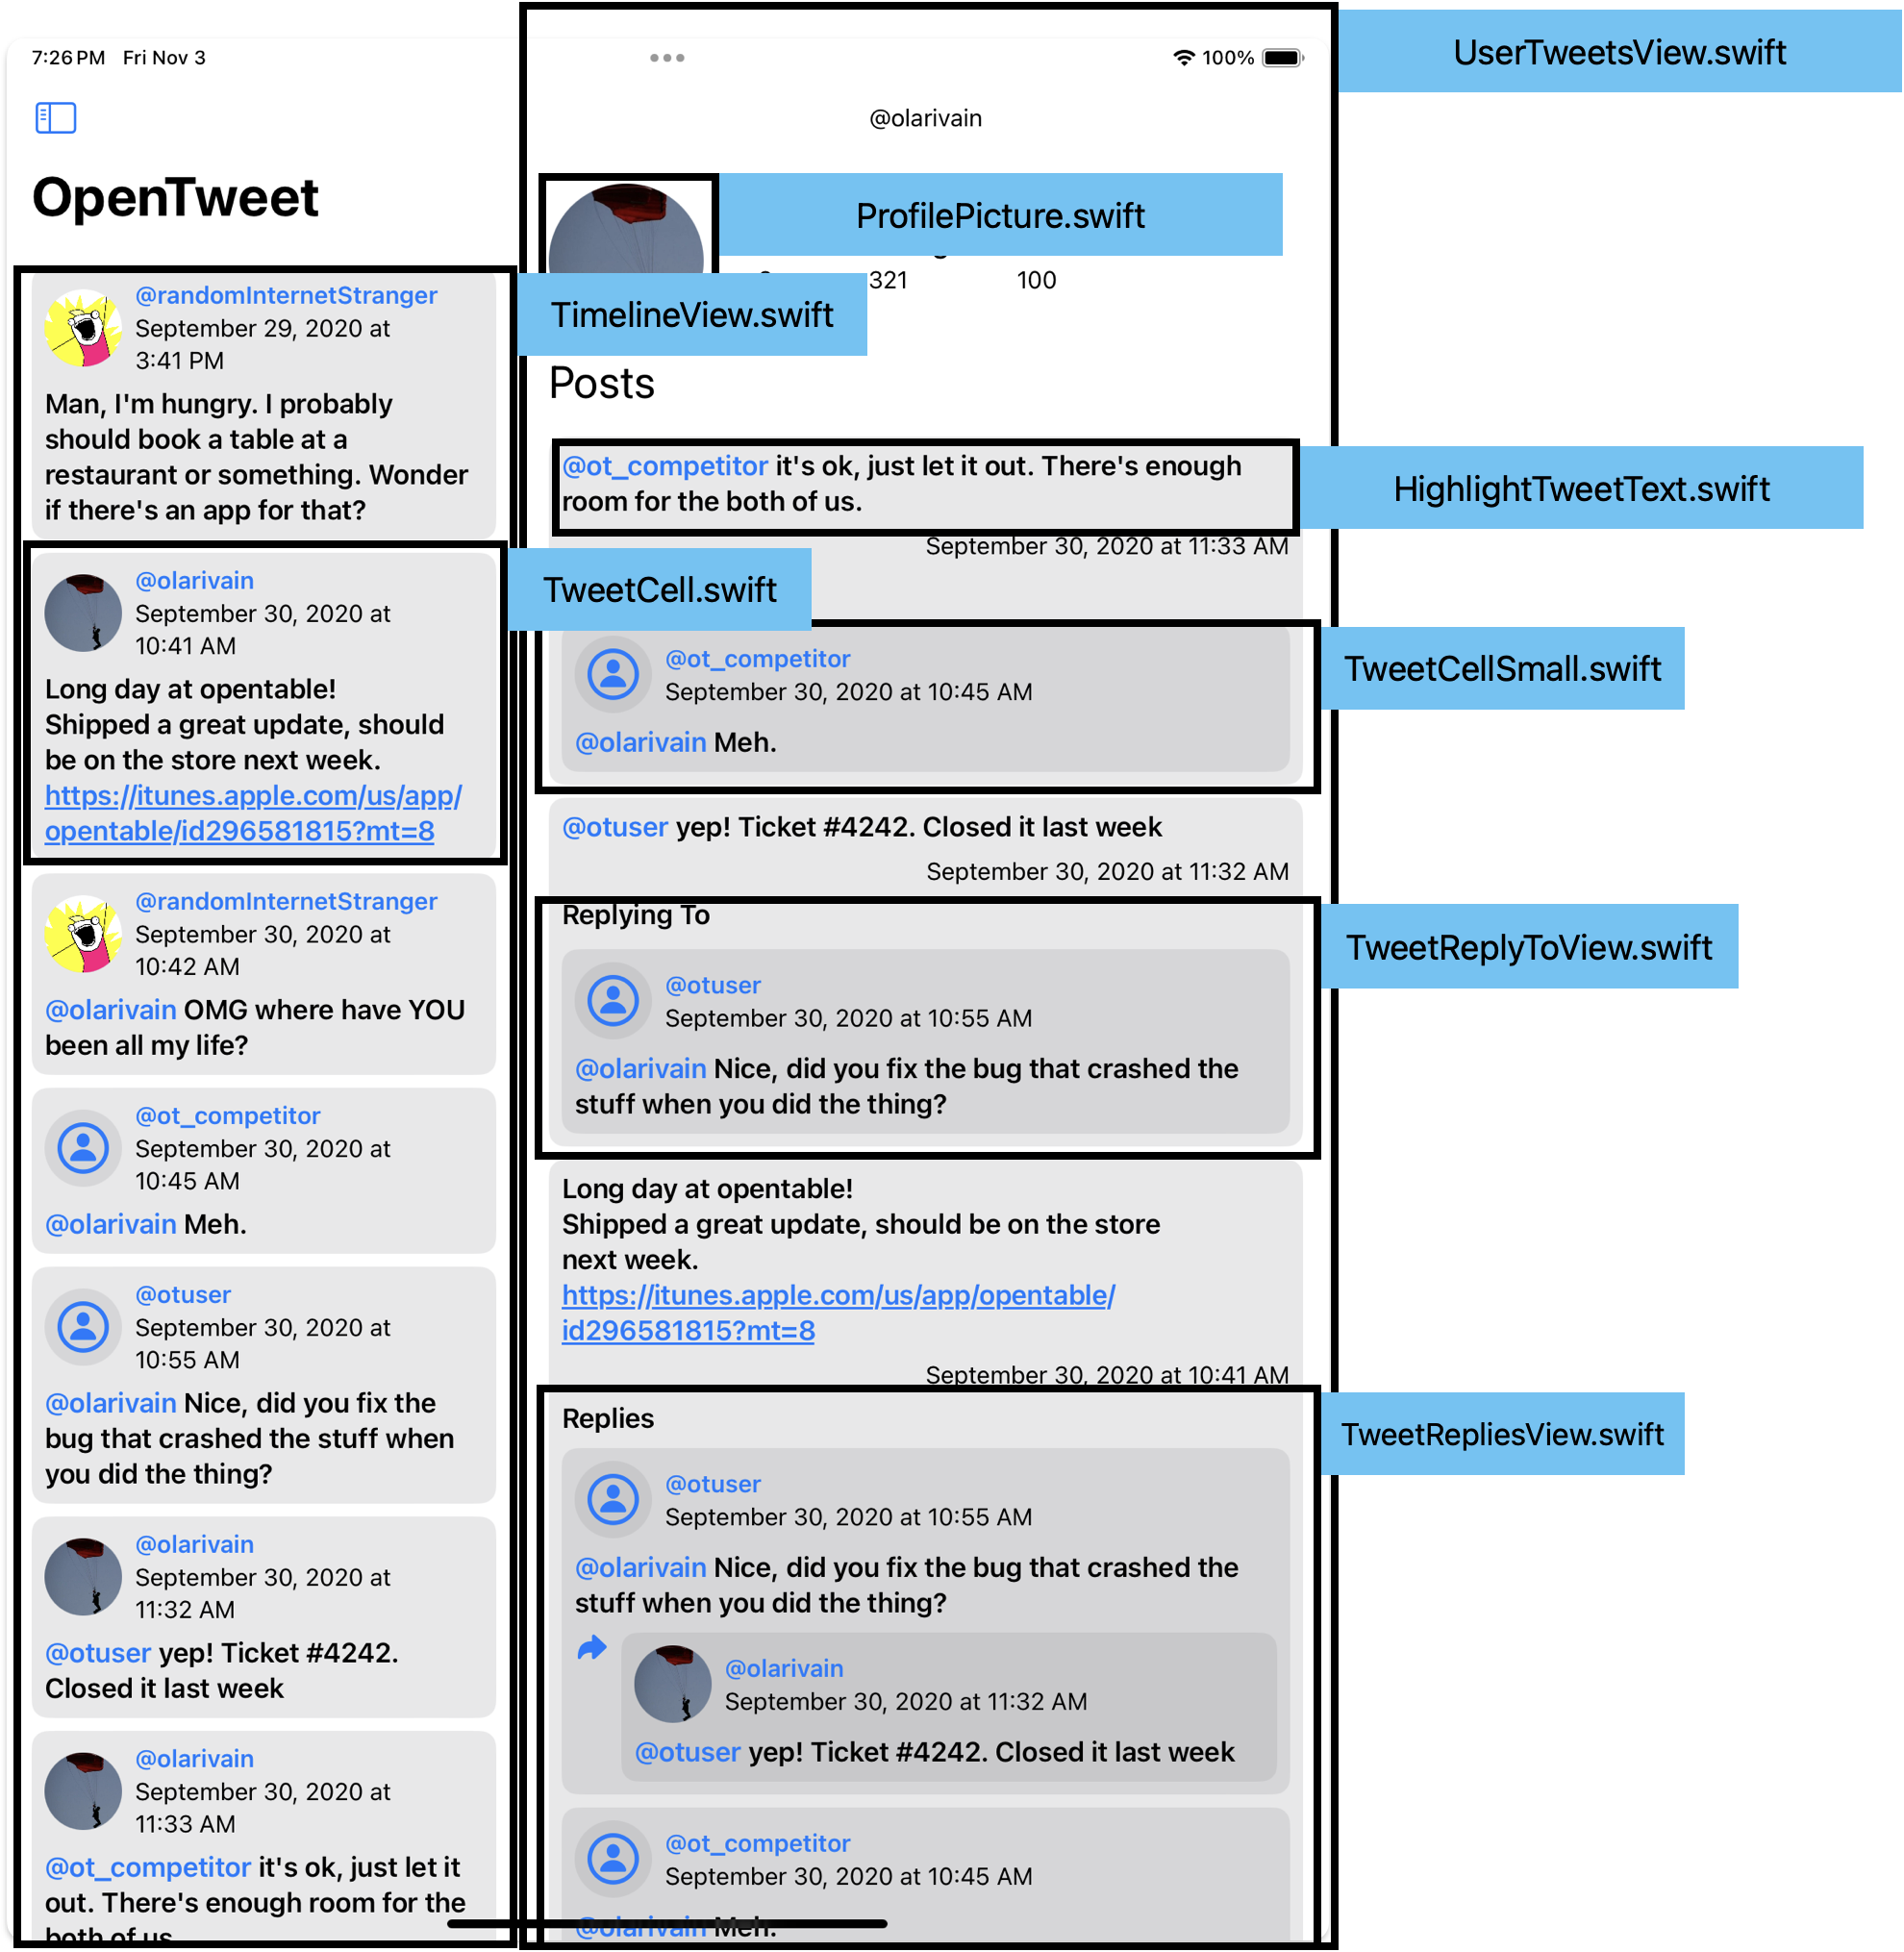 7:26 PM Fri Nov 3
100%
OpenTweet
@randomInternetStranger
September 29, 2020 at
3:41 PM
Man, I'm hungry. I probably
should book a table at a
restaurant or something. Wonder
if there's an app for that?
@olarivain
September 30, 2020 at
10:41 AM
Long day at opentable!
Shipped a great update, should
be on the store next week.
https://itunes.apple.com/us/app/
opentable/id296581815?mt=8
@randomInternetStranger
September 30, 2020 at
10:42 AM
@olarivain OMG where have YOU
been all my life?
@ot_competitor
September 30, 2020 at
10:45 AM
@olarivain Meh.
@otuser
September 30, 2020 at
10:55 AM
@olarivain Nice, did you fix the
bug that crashed the stuff when
you did the thing?
@olarivain
September 30, 2020 at
11:32 AM
@otuser yep! Ticket #4242.
Closed it last week
@olarivain
September 30, 2020 at
11:33 AM
@ot_competitor it's ok, just let it
out. There's enough room for the
both of us.
TimelineView.swift
TweetCell.swift
UserTweetsView.swift
@olarivain
ProfilePicture.swift
321 100
Posts
@ot_competitor it's ok, just let it out. There's enough
room for the both of us.
HighlightTweetText.swift
September 30, 2020 at 11:33 AM
@ot_competitor
September 30, 2020 at 10:45 AM
@olarivain Meh.
TweetCellSmall.swift
@otuser yep! Ticket #4242. Closed it last week
September 30, 2020 at 11:32 AM
Replying To
@otuser
September 30, 2020 at 10:55 AM
@olarivain Nice, did you fix the bug that crashed the
stuff when you did the thing?
TweetReplyToView.swift
Long day at opentable!
Shipped a great update, should be on the store
next week.
https://itunes.apple.com/us/app/opentable/
id296581815?mt=8
September 30, 2020 at 10:41 AM
Replies
@otuser
September 30, 2020 at 10:55 AM
@olarivain Nice, did you fix the bug that crashed the
stuff when you did the thing?
@olarivain
September 30, 2020 at 11:32 AM
@otuser yep! Ticket #4242. Closed it last week
@ot_competitor
September 30, 2020 at 10:45 AM
@olarivain Meh.
TweetRepliesView.swift